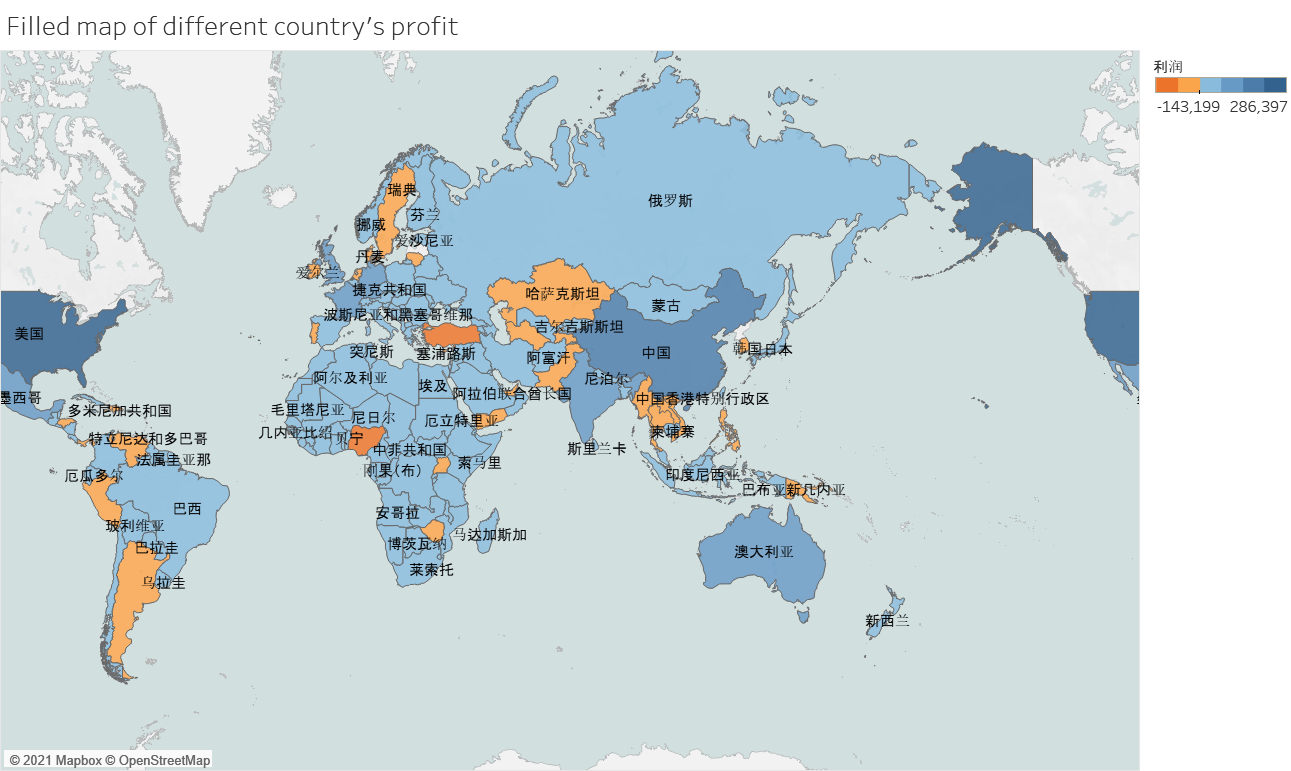 Filled map of different country's profit
利润
-143,199 286,397
瑞典
俄罗斯
芬兰
挪威
爱沙尼亚
丹麦
爱尔兰
捷克共和国
哈萨克斯坦
蒙古
波斯尼亚和黑塞哥维那
吉尔吉斯斯坦
美国
突尼斯
塞浦路斯
阿富汗
中国
韩国
日本
阿尔及利亚
埃及
尼泊尔
阿拉伯联合酋长国
墨西哥
中国香港特别行政区
多米尼加共和国
毛里塔尼亚
尼日尔
厄立特里亚
几内亚比绍
贝宁
柬埔寨
特立尼达和多巴哥
中非共和国
斯里兰卡
法属圭亚那
刚果(布)
索马里
厄瓜多尔
印度尼西亚
巴布亚新几内亚
巴西
安哥拉
玻利维亚
马达加斯加
博茨瓦纳
巴拉圭
澳大利亚
莱索托
乌拉圭
新西兰
© 2021 Mapbox © OpenStreetMap